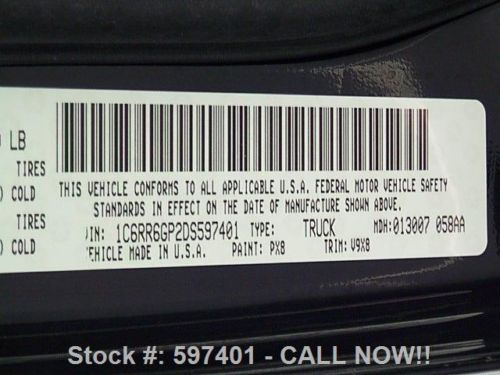 LB
TIRES
COLD
TIRES
COLD
THIS VEHICLE CONFORMS TO ALL APPLICABLE U.S.A. FEDERAL MOTOR VEHICLE SAFETY
STANDARDS IN EFFECT ON THE DATE OF MANUFACTURE SHOWN ABOVE.
IN: 1C6RR6GP2DS597401 TYPE: TRUCK MDH:013007 058AA
EHICLE MADE IN U.S.A. PAINT: PX8 TRIM: V9X8
Stock #: 597401 - CALL NOW!!